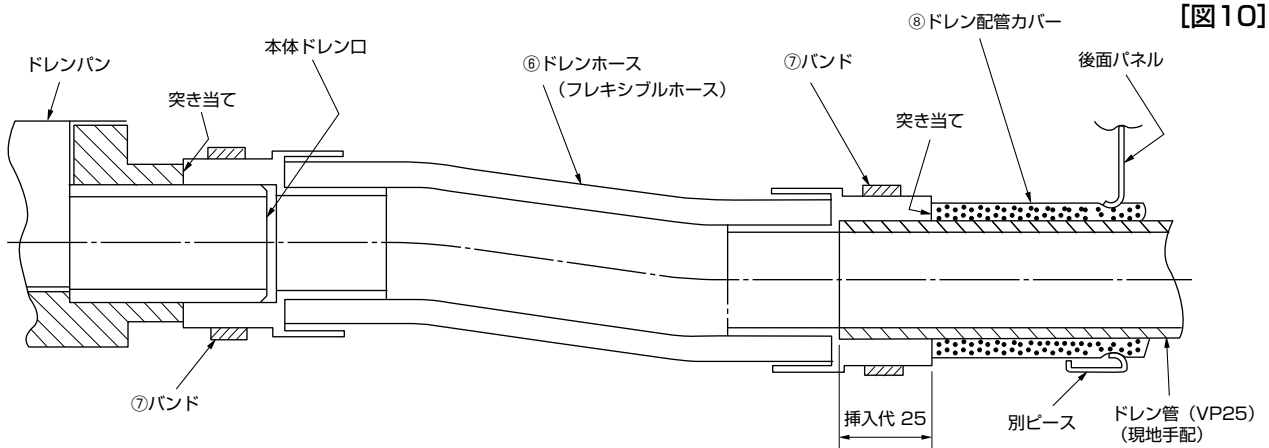 [図10]
⑧ドレン配管カバー
本体ドレン口
⑥ドレンホース
（フレキシブルホース）
⑦バンド
後面パネル
ドレンパン
突き当て
突き当て
⑦バンド
挿入代 25
別ピース
ドレン管（VP25）
（現地手配）